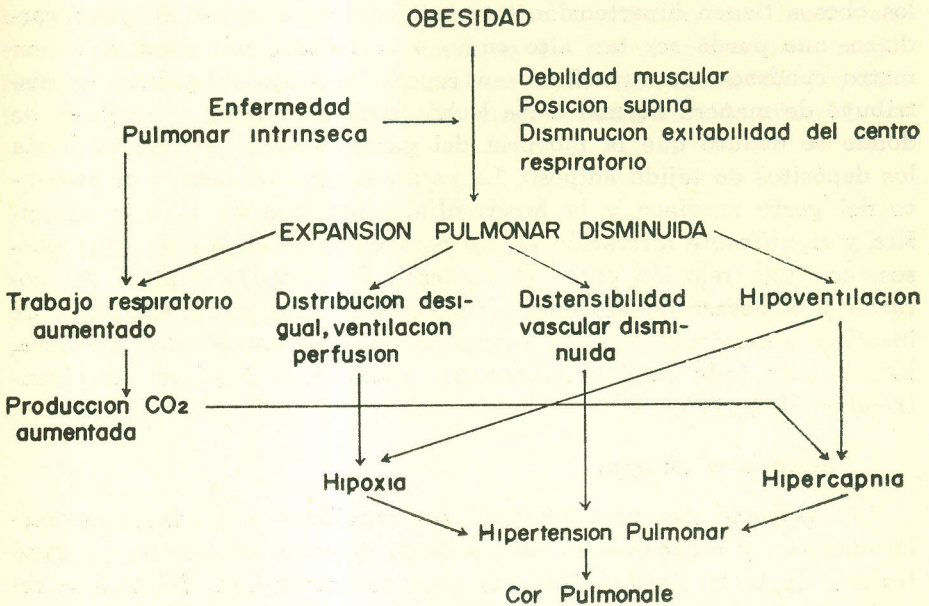 OBESIDAD
Debilidad muscular
Posicion supina
Disminucion exitabilidad del centro
respiratorio
Enfermedad
Pulmonar intrinseca
EXPANSION PULMONAR DISMINUIDA
Trabajo respiratorio
aumentado
Distribucion desi-
gual, ventilacion
perfusion
Distensibilidad
vascular dismi-
nuida
Hipoventilacion
Produccion CO2
aumentada
Hipoxia
Hipercapnia
Hipertension Pulmonar
Cor Pulmonale